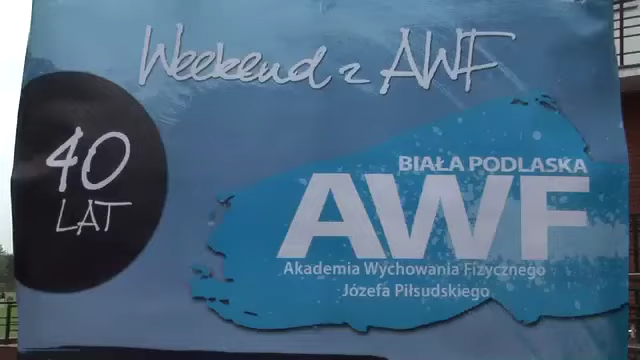 Weekend z AWF
40
LAT
BIAŁA PODLASKA
AWF
Akademia Wychowania Fizycznego
Józefa Piłsudskiego